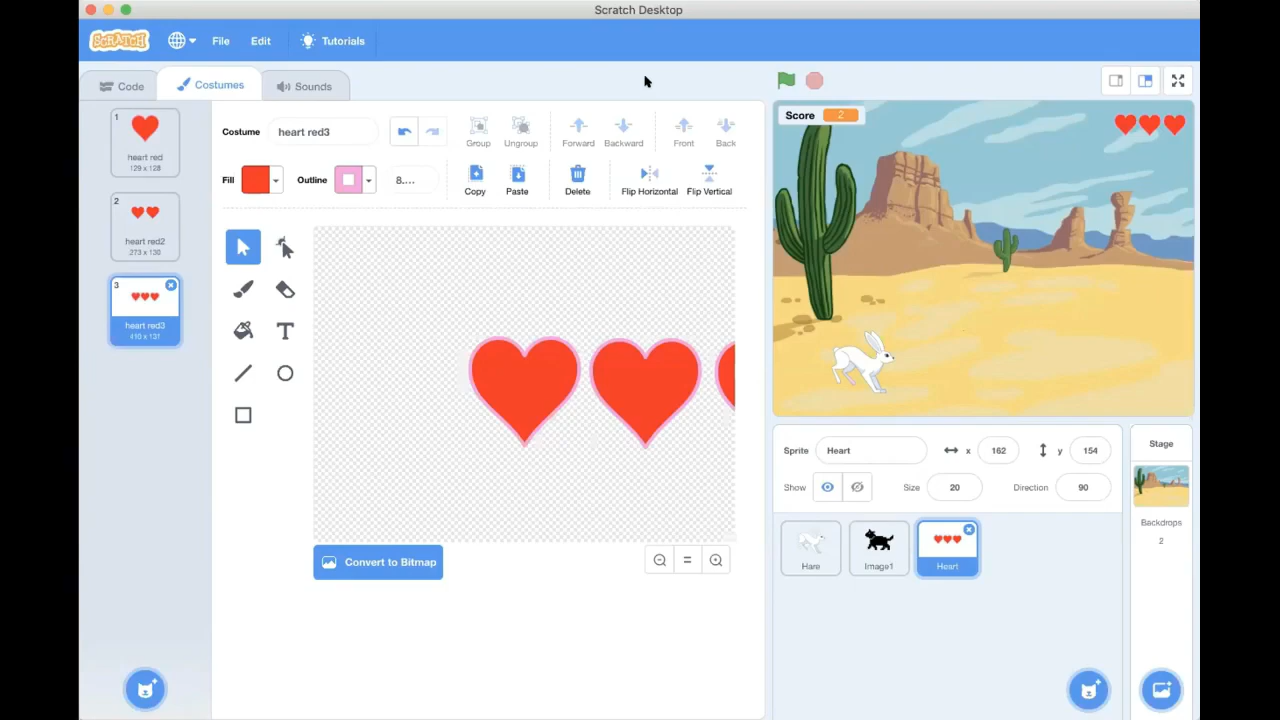 Scratch Desktop
SCRATCH
File
Edit
Tutorials
Code
Costumes
Sounds
1
heart red
129 x 128
2
heart red2
273 x 130
3
heart red3
410 x 131
Costume
heart red3
Group
Ungroup
Forward
Backward
Front
Back
Fill
Outline
8....
Copy
Paste
Delete
Flip Horizontal
Flip Vertical
Convert to Bitmap
Score 2
Sprite
Heart
x
162
y
154
Show
Size
20
Direction
90
Hare
Image1
Heart
Stage
Backdrops
2